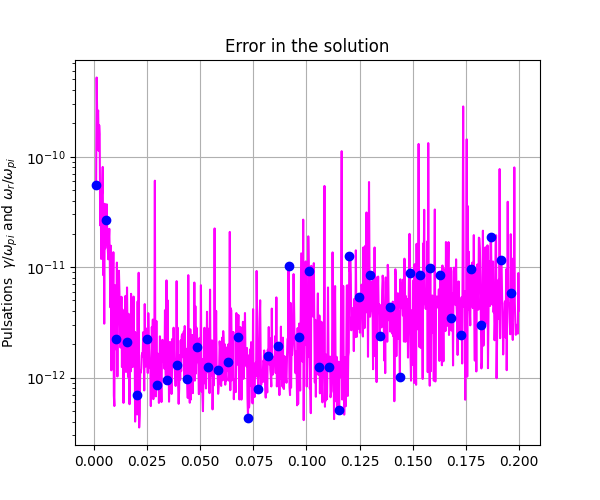 Error in the solution
Pulsations γ/ω_pi and ω_r/ω_pi
10^−10
10^−11
10^−12
0.000 0.025 0.050 0.075 0.100 0.125 0.150 0.175 0.200